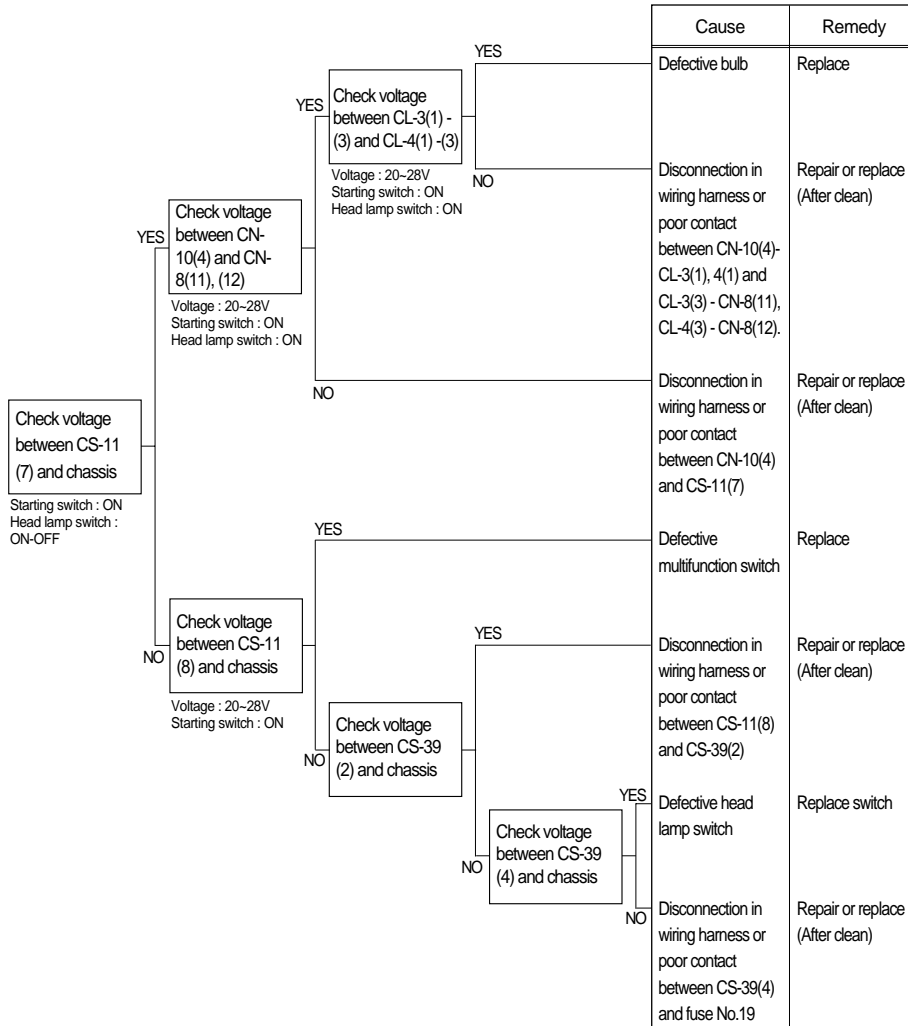 Cause
Remedy
YES
Defective bulb
Replace
Check voltage
between CL-3(1) -
(3) and CL-4(1) -(3)
YES
Voltage : 20~28V
Starting switch : ON
Head lamp switch : ON
NO
Disconnection in
wiring harness or
poor contact
between CN-10(4)-
CL-3(1), 4(1) and
CL-3(3) - CN-8(11),
CL-4(3) - CN-8(12).
Repair or replace
(After clean)
YES
Check voltage
between CN-
10(4) and CN-
8(11), (12)
Voltage : 20~28V
Starting switch : ON
Head lamp switch : ON
NO
Disconnection in
wiring harness or
poor contact
between CN-10(4)
and CS-11(7)
Repair or replace
(After clean)
Check voltage
between CS-11
(7) and chassis
Starting switch : ON
Head lamp switch :
ON-OFF
YES
Defective
multifunction switch
Replace
NO
Check voltage
between CS-11
(8) and chassis
Voltage : 20~28V
Starting switch : ON
YES
Disconnection in
wiring harness or
poor contact
between CS-11(8)
and CS-39(2)
Repair or replace
(After clean)
NO
Check voltage
between CS-39
(2) and chassis
YES
Defective head
lamp switch
Replace switch
NO
Check voltage
between CS-39
(4) and chassis
NO
Disconnection in
wiring harness or
poor contact
between CS-39(4)
and fuse No.19
Repair or replace
(After clean)